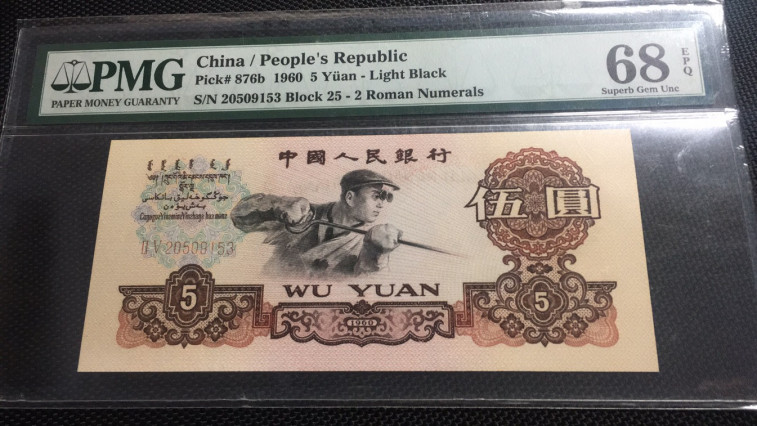 PMG
PAPER MONEY GUARANTY
China / People's Republic
Pick# 876b 1960 5 Yüan - Light Black
S/N 20509153 Block 25 - 2 Roman Numerals
68
EPQ
Superb Gem Unc
中國人民銀行
伍圓
II V 20509153
5
WU YUAN
5
1960